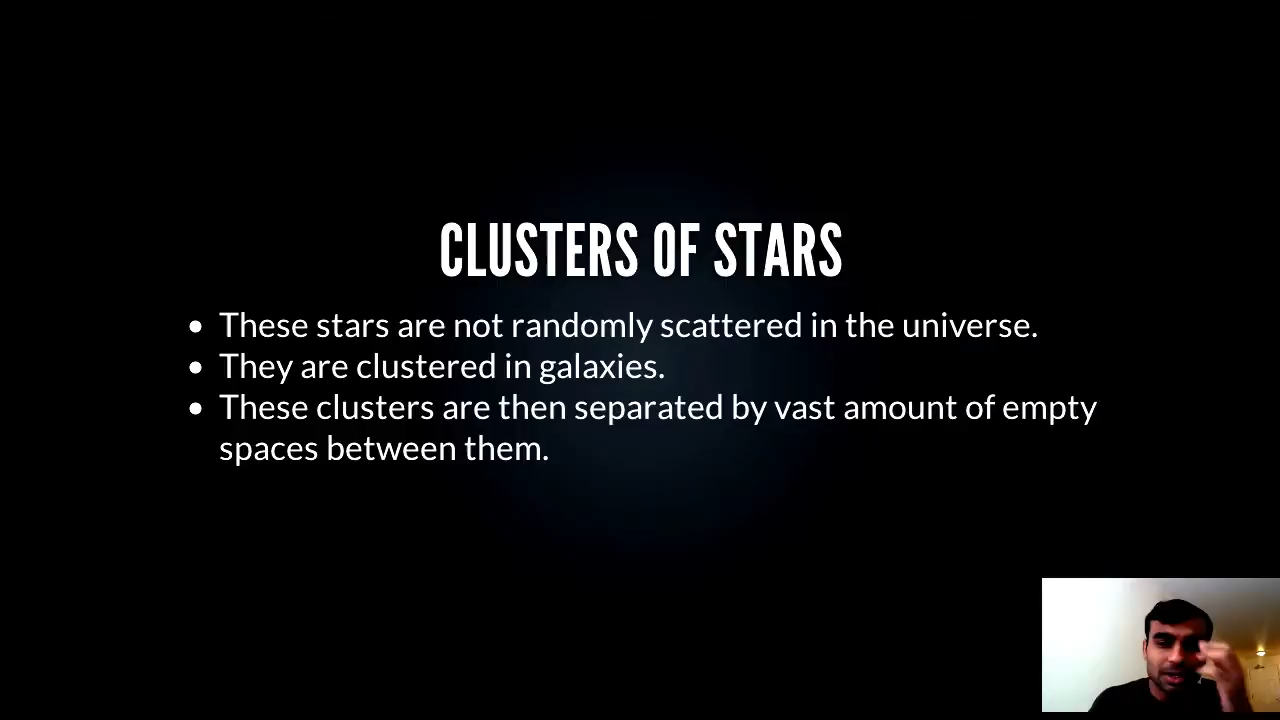 CLUSTERS OF STARS
• These stars are not randomly scattered in the universe.
• They are clustered in galaxies.
• These clusters are then separated by vast amount of empty
spaces between them.